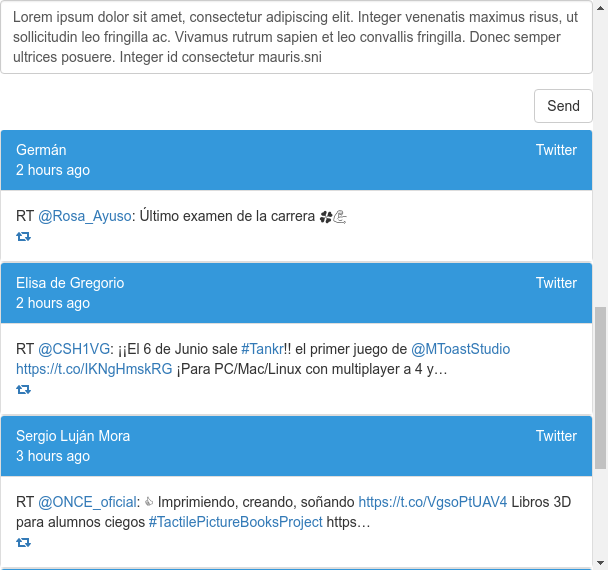 Lorem ipsum dolor sit amet, consectetur adipiscing elit. Integer venenatis maximus risus, ut
sollicitudin leo fringilla ac. Vivamus rutrum sapien et leo convallis fringilla. Donec semper
ultrices posuere. Integer id consectetur mauris.sni
Send
Germán Twitter
2 hours ago
RT @Rosa_Ayuso: Último examen de la carrera 🍀💪
Elisa de Gregorio Twitter
2 hours ago
RT @CSH1VG: ¡¡El 6 de Junio sale #Tankr!! el primer juego de @MToastStudio
https://t.co/IKNgHmskRG ¡Para PC/Mac/Linux con multiplayer a 4 y…
Sergio Luján Mora Twitter
3 hours ago
RT @ONCE_oficial: 👍 Imprimiendo, creando, soñando https://t.co/VgsoPtUAV4 Libros 3D
para alumnos ciegos #TactilePictureBooksProject https…